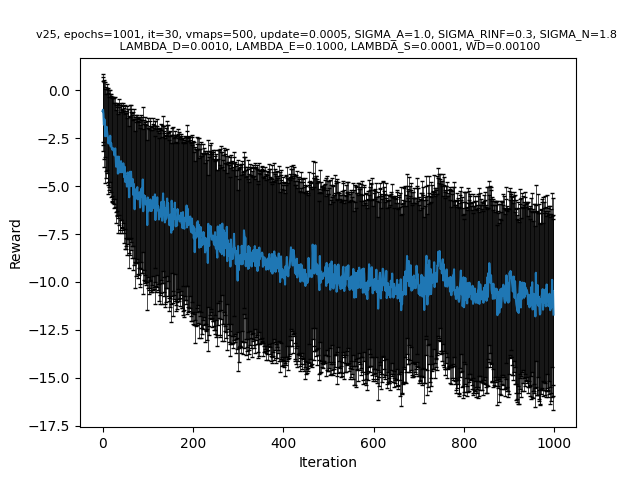 v25, epochs=1001, it=30, vmaps=500, update=0.0005, SIGMA_A=1.0, SIGMA_RINF=0.3, SIGMA_N=1.8
LAMBDA_D=0.0010, LAMBDA_E=0.1000, LAMBDA_S=0.0001, WD=0.00100
0.0
−2.5
−5.0
−7.5
−10.0
−12.5
−15.0
−17.5
Reward
0 200 400 600 800 1000
Iteration